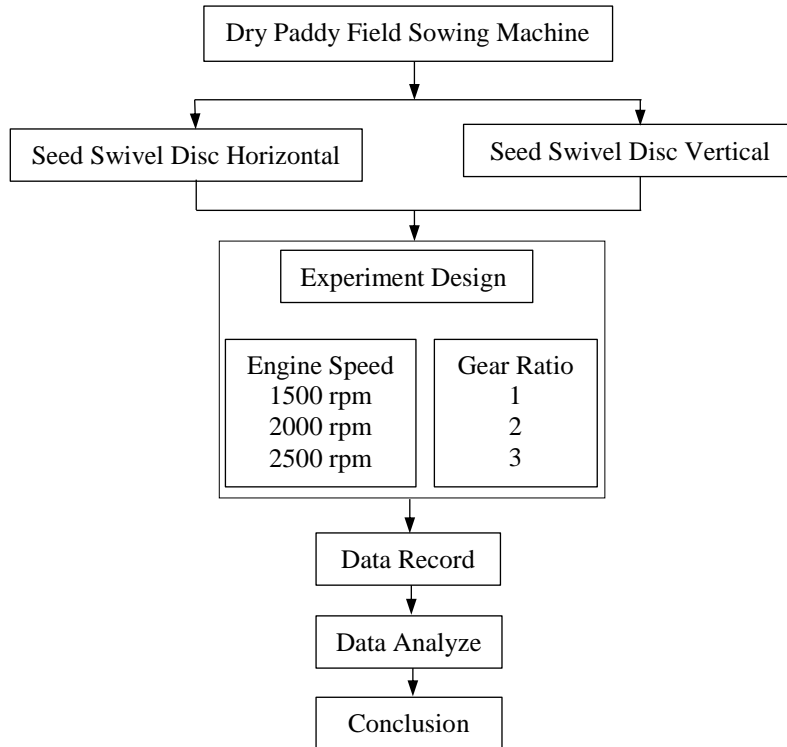 Dry Paddy Field Sowing Machine
Seed Swivel Disc Horizontal
Seed Swivel Disc Vertical
Experiment Design
Engine Speed
1500 rpm
2000 rpm
2500 rpm
Gear Ratio
1
2
3
Data Record
Data Analyze
Conclusion